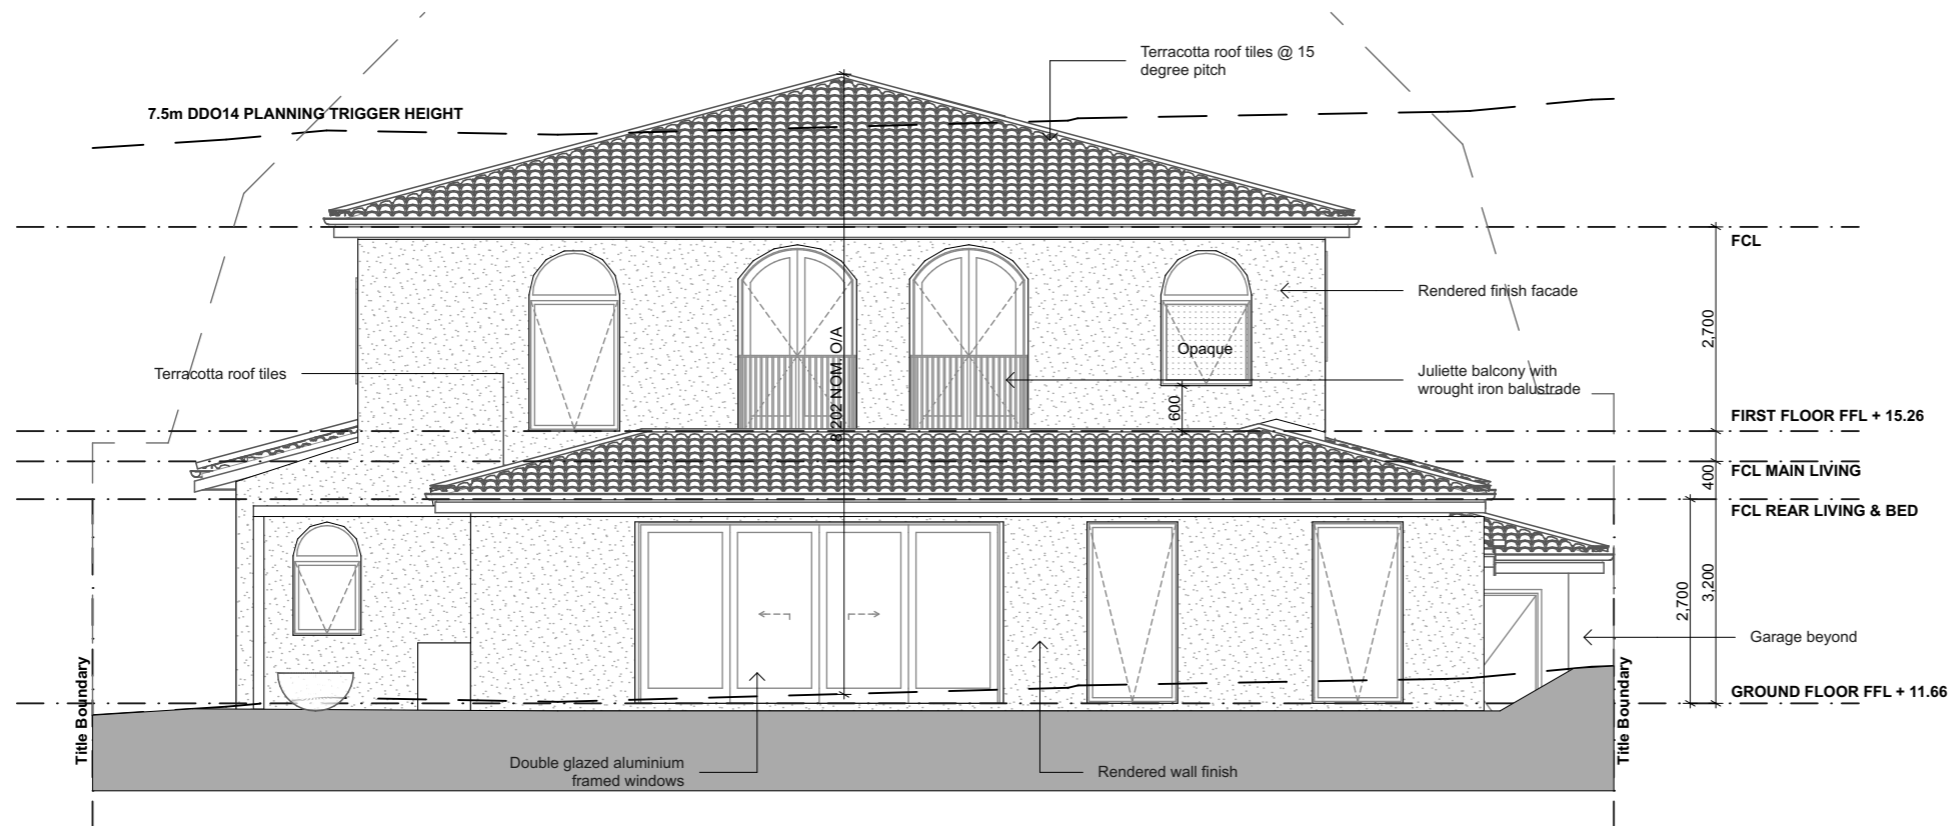 Terracotta roof tiles @ 15
degree pitch
7.5m DDO14 PLANNING TRIGGER HEIGHT
FCL
Rendered finish facade
2,700
8,202 NOM. O/A
Opaque
Terracotta roof tiles
Juliette balcony with
wrought iron balustrade
600
FIRST FLOOR FFL + 15.26
FCL MAIN LIVING
400
FCL REAR LIVING & BED
2,700
3,200
Garage beyond
Title Boundary
Title Boundary
GROUND FLOOR FFL + 11.66
Double glazed aluminium
framed windows
Rendered wall finish